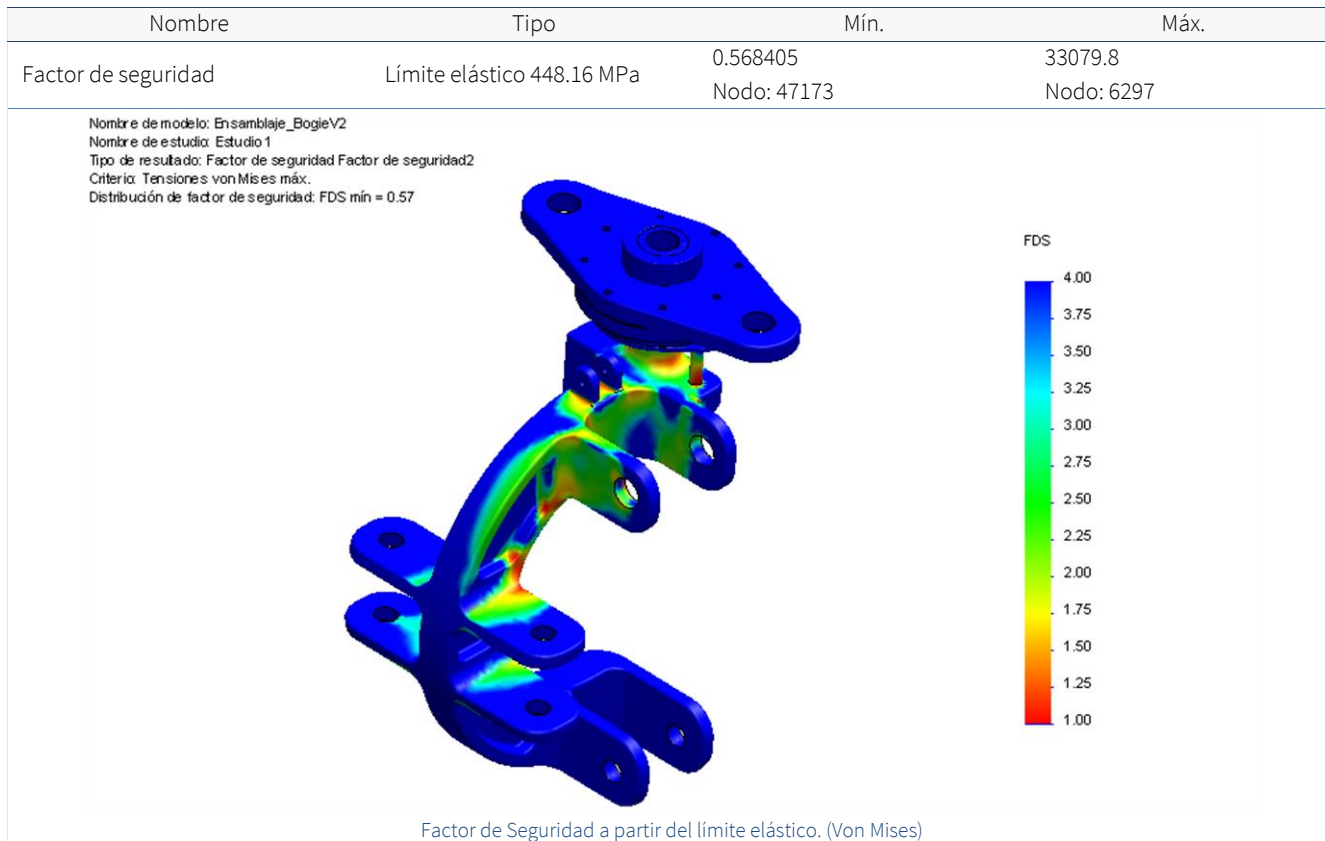 Nombre Tipo Mín. Máx.
Factor de seguridad Límite elástico 448.16 MPa 0.568405 33079.8
Nodo: 47173 Nodo: 6297
Nombre de modelo: Ensamblaje_BogieV2
Nombre de estudio: Estudio 1
Tipo de resultado: Factor de seguridad Factor de seguridad2
Criterio: Tensiones von Mises máx.
Distribución de factor de seguridad: FDS mín = 0.57
FDS
4.00
3.75
3.50
3.25
3.00
2.75
2.50
2.25
2.00
1.75
1.50
1.25
1.00
Factor de Seguridad a partir del límite elástico. (Von Mises)